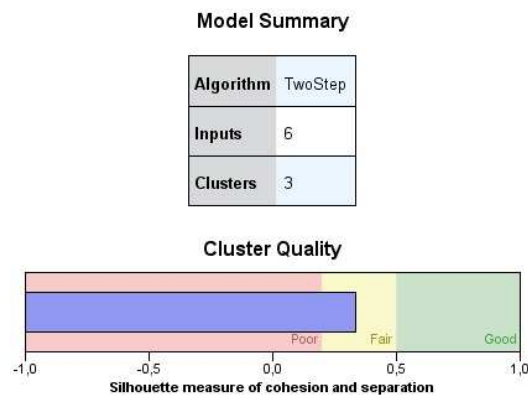 Model Summary
Algorithm TwoStep
Inputs 6
Clusters 3
Cluster Quality
Poor Fair Good
-1,0 -0,5 0,0 0,5 1,0
Silhouette measure of cohesion and separation